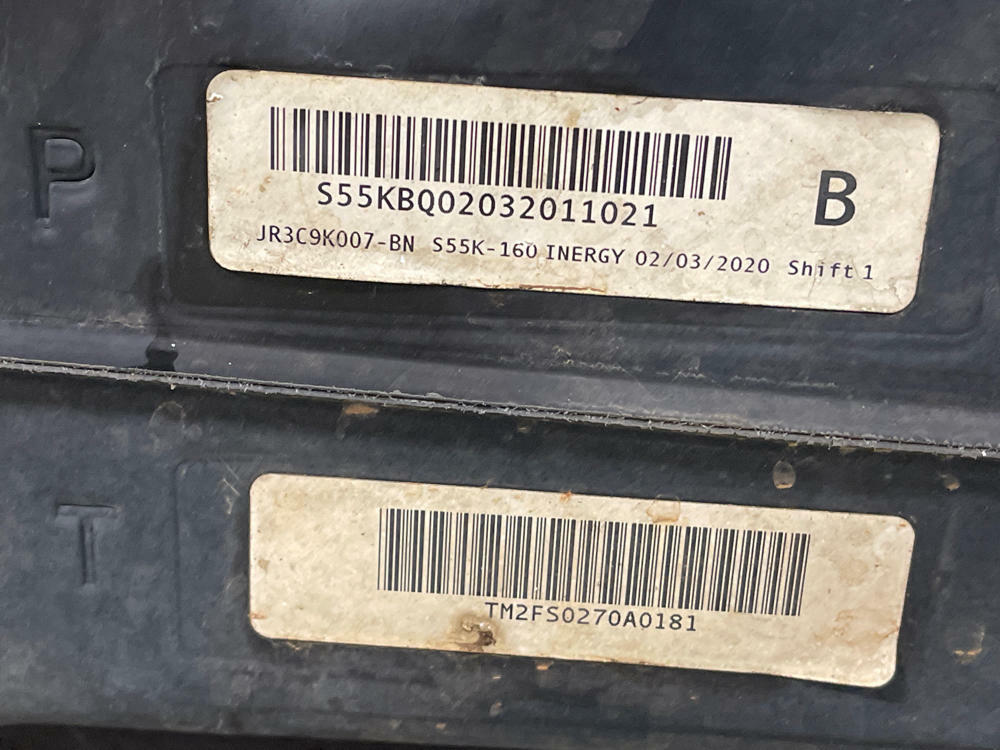 P
S55KBQ02032011021
B
JR3C9K007-BN S55K-160 INERGY 02/03/2020 Shift 1
T
TM2FS0270A0181